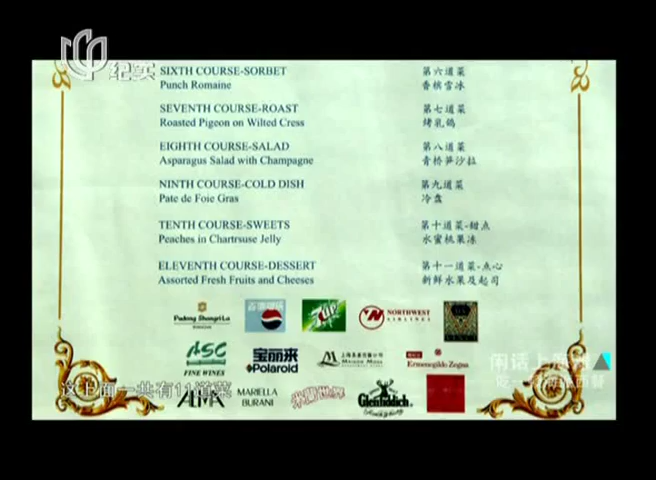 纪实
SIXTH COURSE-SORBET 第六道菜
Punch Romaine 香槟雪冰
SEVENTH COURSE-ROAST 第七道菜
Roasted Pigeon on Wilted Cress 烤乳鸽
EIGHTH COURSE-SALAD 第八道菜
Asparagus Salad with Champagne 青梗笋沙拉
NINTH COURSE-COLD DISH 第九道菜
Pate de Foie Gras 冷盘
TENTH COURSE-SWEETS 第十道菜-甜点
Peaches in Chartrsuse Jelly 水蜜桃果冻
ELEVENTH COURSE-DESSERT 第十一道菜-点心
Assorted Fresh Fruits and Cheeses 新鲜水果及起司
Pudong Shangri-La
7UP
NORTHWEST
AIRLINES
ASC
FINE WINES
宝丽来
Polaroid
Ermenegildo Zegna
闲话上海滩
这上面一共有11道菜
MARIELLA
BURANI
Glenfiddich